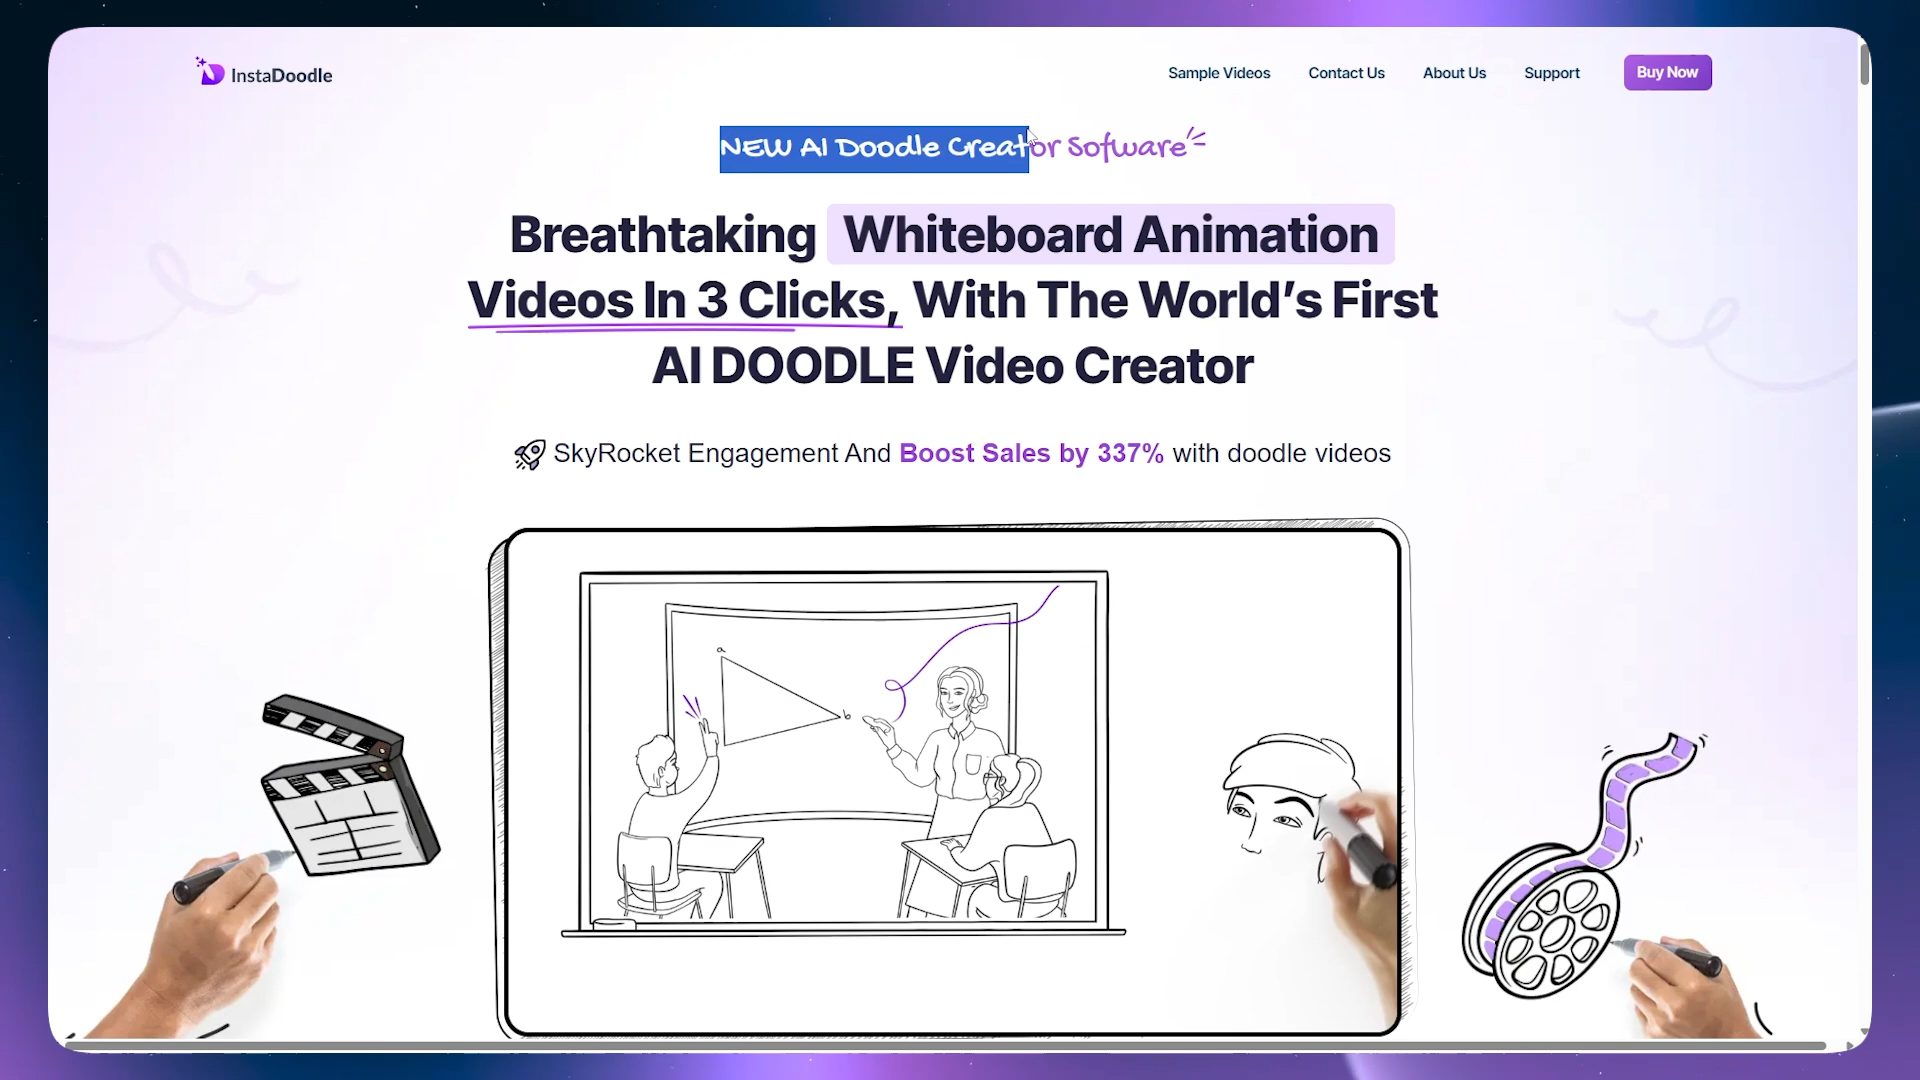 InstaDoodle
Sample Videos
Contact Us
About Us
Support
Buy Now
NEW AI Doodle Creator Sofware
Breathtaking Whiteboard Animation
Videos In 3 Clicks, With The World's First
AI DOODLE Video Creator
SkyRocket Engagement And Boost Sales by 337% with doodle videos
a
b